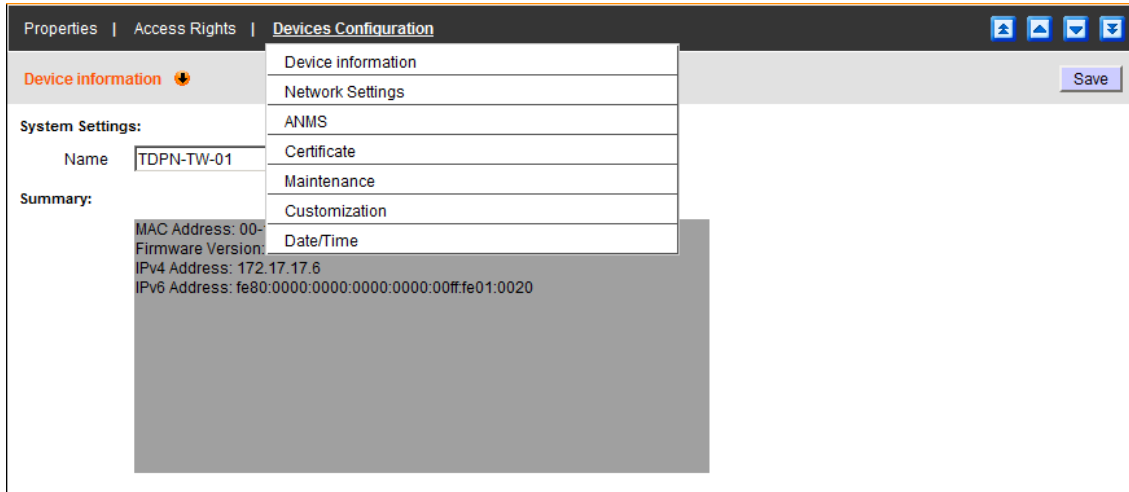 Properties | Access Rights | Devices Configuration
Device information
Save
Device information
Network Settings
ANMS
Certificate
Maintenance
Customization
Date/Time
System Settings:
Name TDPN-TW-01
Summary:
MAC Address: 00-
Firmware Version:
IPv4 Address: 172.17.17.6
IPv6 Address: fe80:0000:0000:0000:0000:00ff:fe01:0020